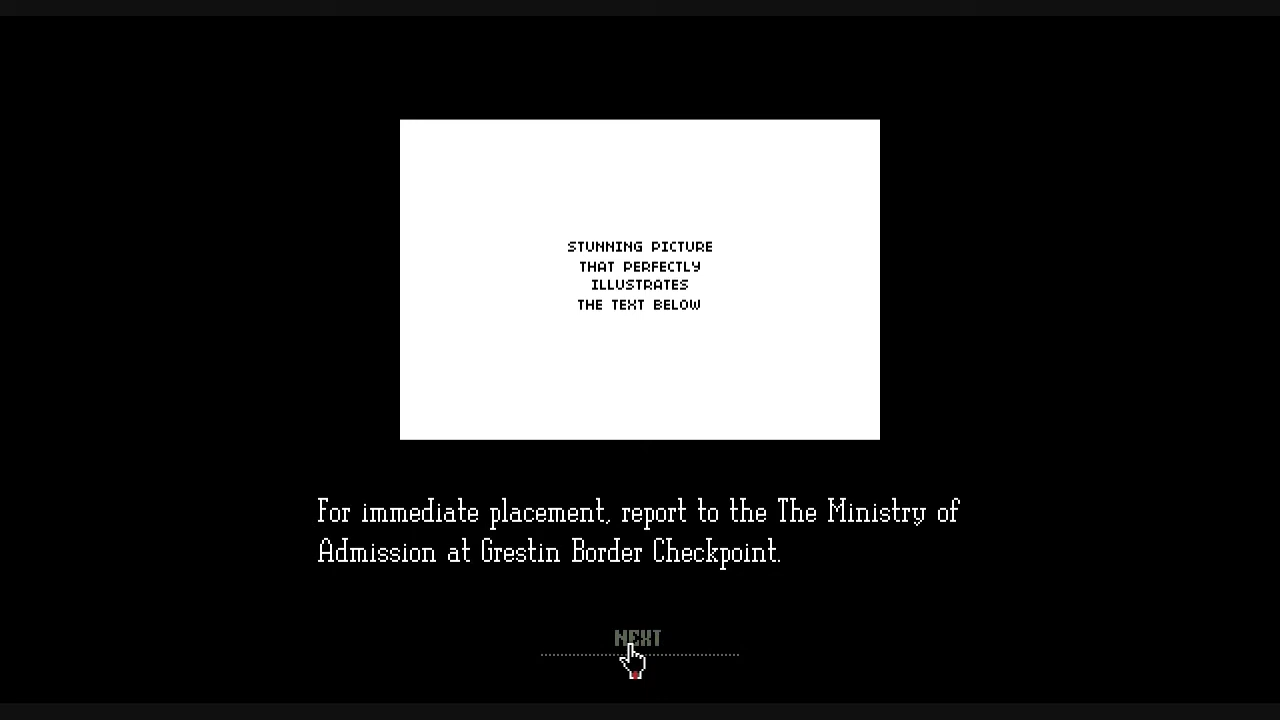 STUNNING PICTURE
THAT PERFECTLY
ILLUSTRATES
THE TEXT BELOW
For immediate placement, report to the The Ministry of
Admission at Grestin Border Checkpoint.
NEXT